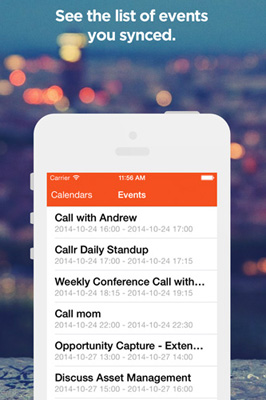 See the list of events
you synced.
Carrier 11:56 AM
Calendars Events
Call with Andrew
2014-10-24 16:00 - 2014-10-24 17:00
Callr Daily Standup
2014-10-24 17:00 - 2014-10-24 17:15
Weekly Conference Call with...
2014-10-24 18:15 - 2014-10-24 19:15
Call mom
2014-10-24 22:00 - 2014-10-24 22:30
Opportunity Capture - Exten...
2014-10-27 13:00 - 2014-10-27 14:00
Discuss Asset Management
2014-10-27 15:00 - 2014-10-27 16:00